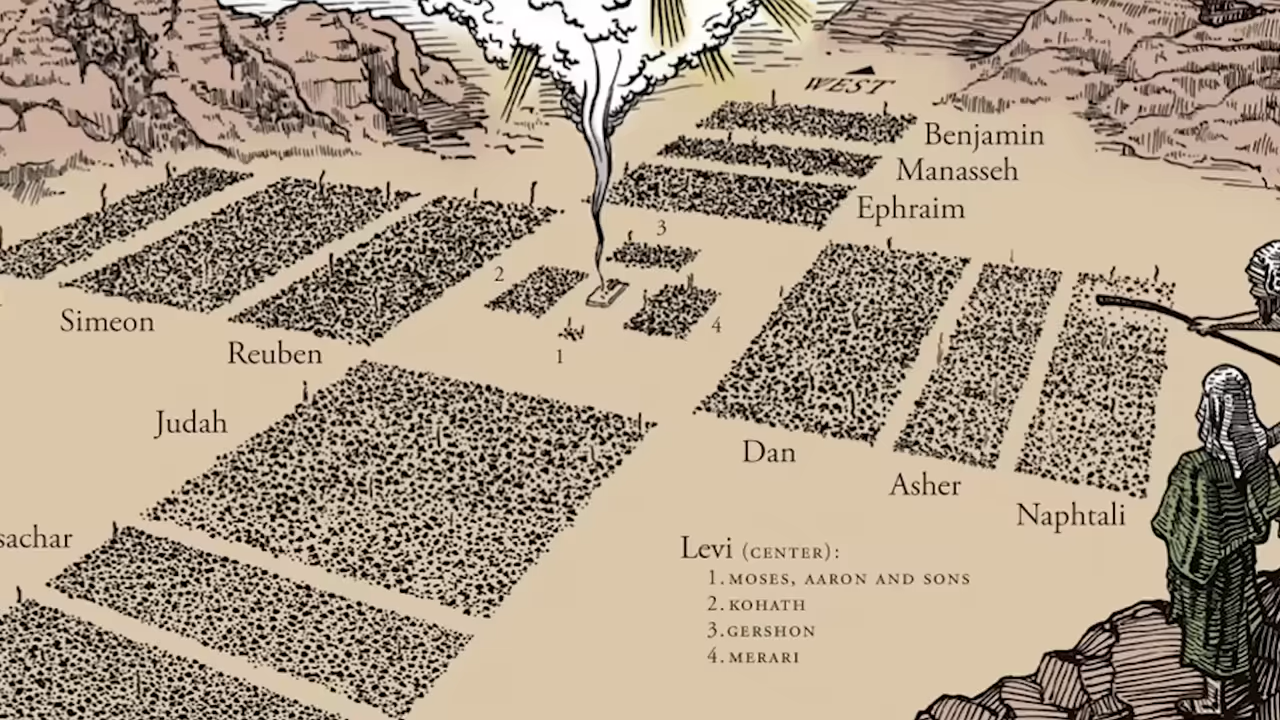 WEST
Benjamin
Manasseh
Ephraim
3
2
4
1
Simeon
Reuben
Judah
Dan
Asher
Naphtali
sachar
Levi (CENTER):
1. MOSES, AARON AND SONS
2. KOHATH
3. GERSHON
4. MERARI